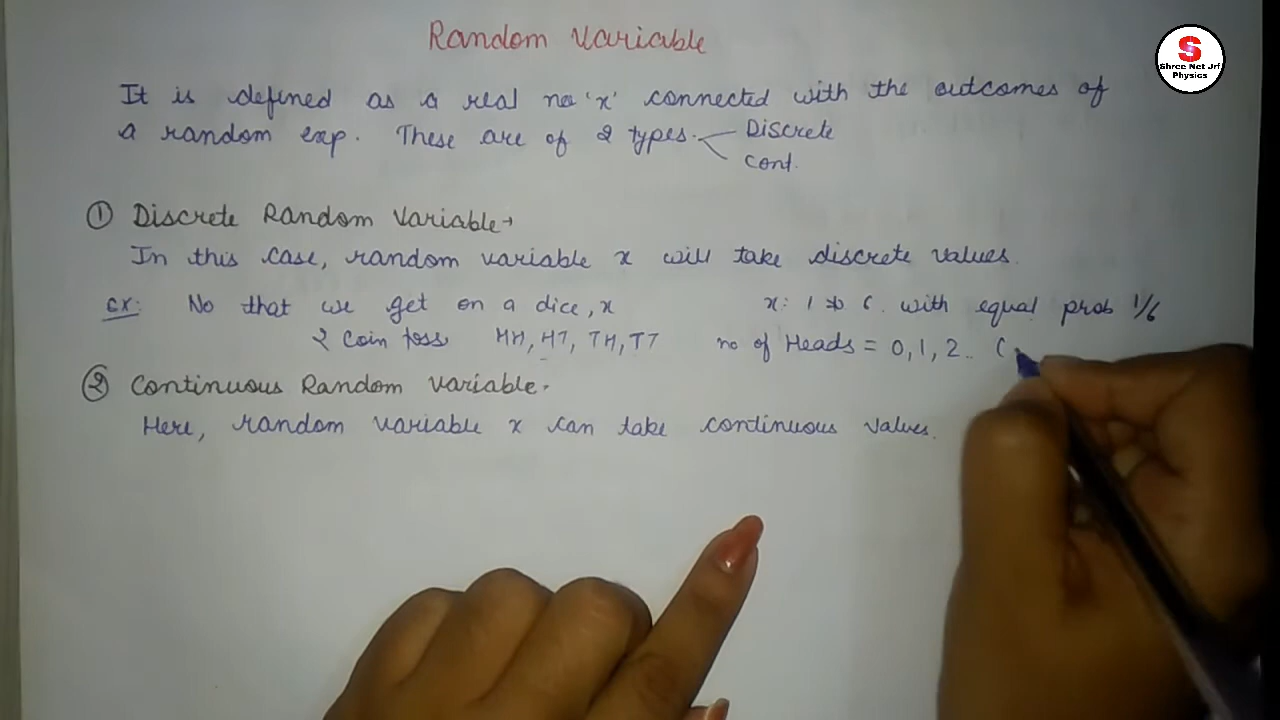 Random Variable
S
Shree Net Jrf
Physics
It is defined as a real no 'x' connected with the outcomes of
a random exp. These are of 2 types. Discrete
cont.
① Discrete Random Variable→
In this case, random variable x will take discrete values.
ex: No that we get on a dice, x x: 1 to 6 with equal prob 1/6
2 Coin toss HH, HT, TH, TT no of Heads = 0, 1, 2.. (
② Continuous Random Variable.
Here, random variable x can take continuous values.